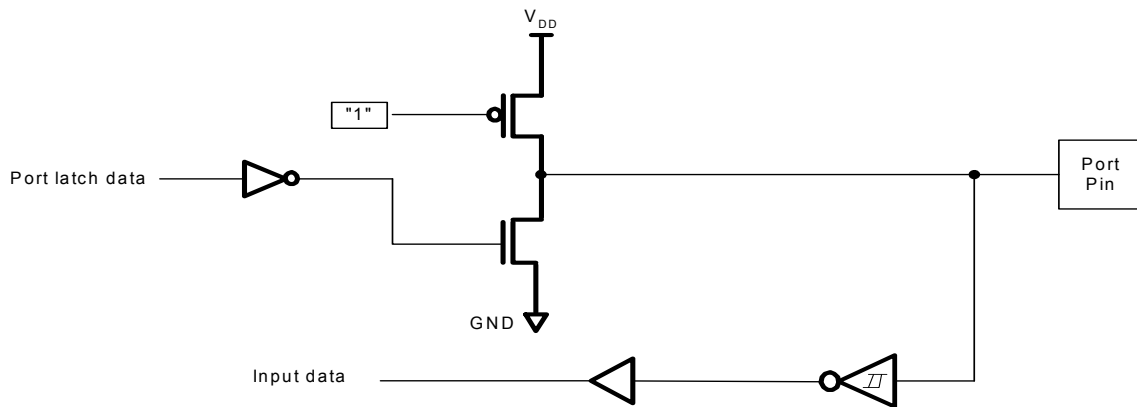 VDD
"1"
Port latch data
Port
Pin
GND
Input data